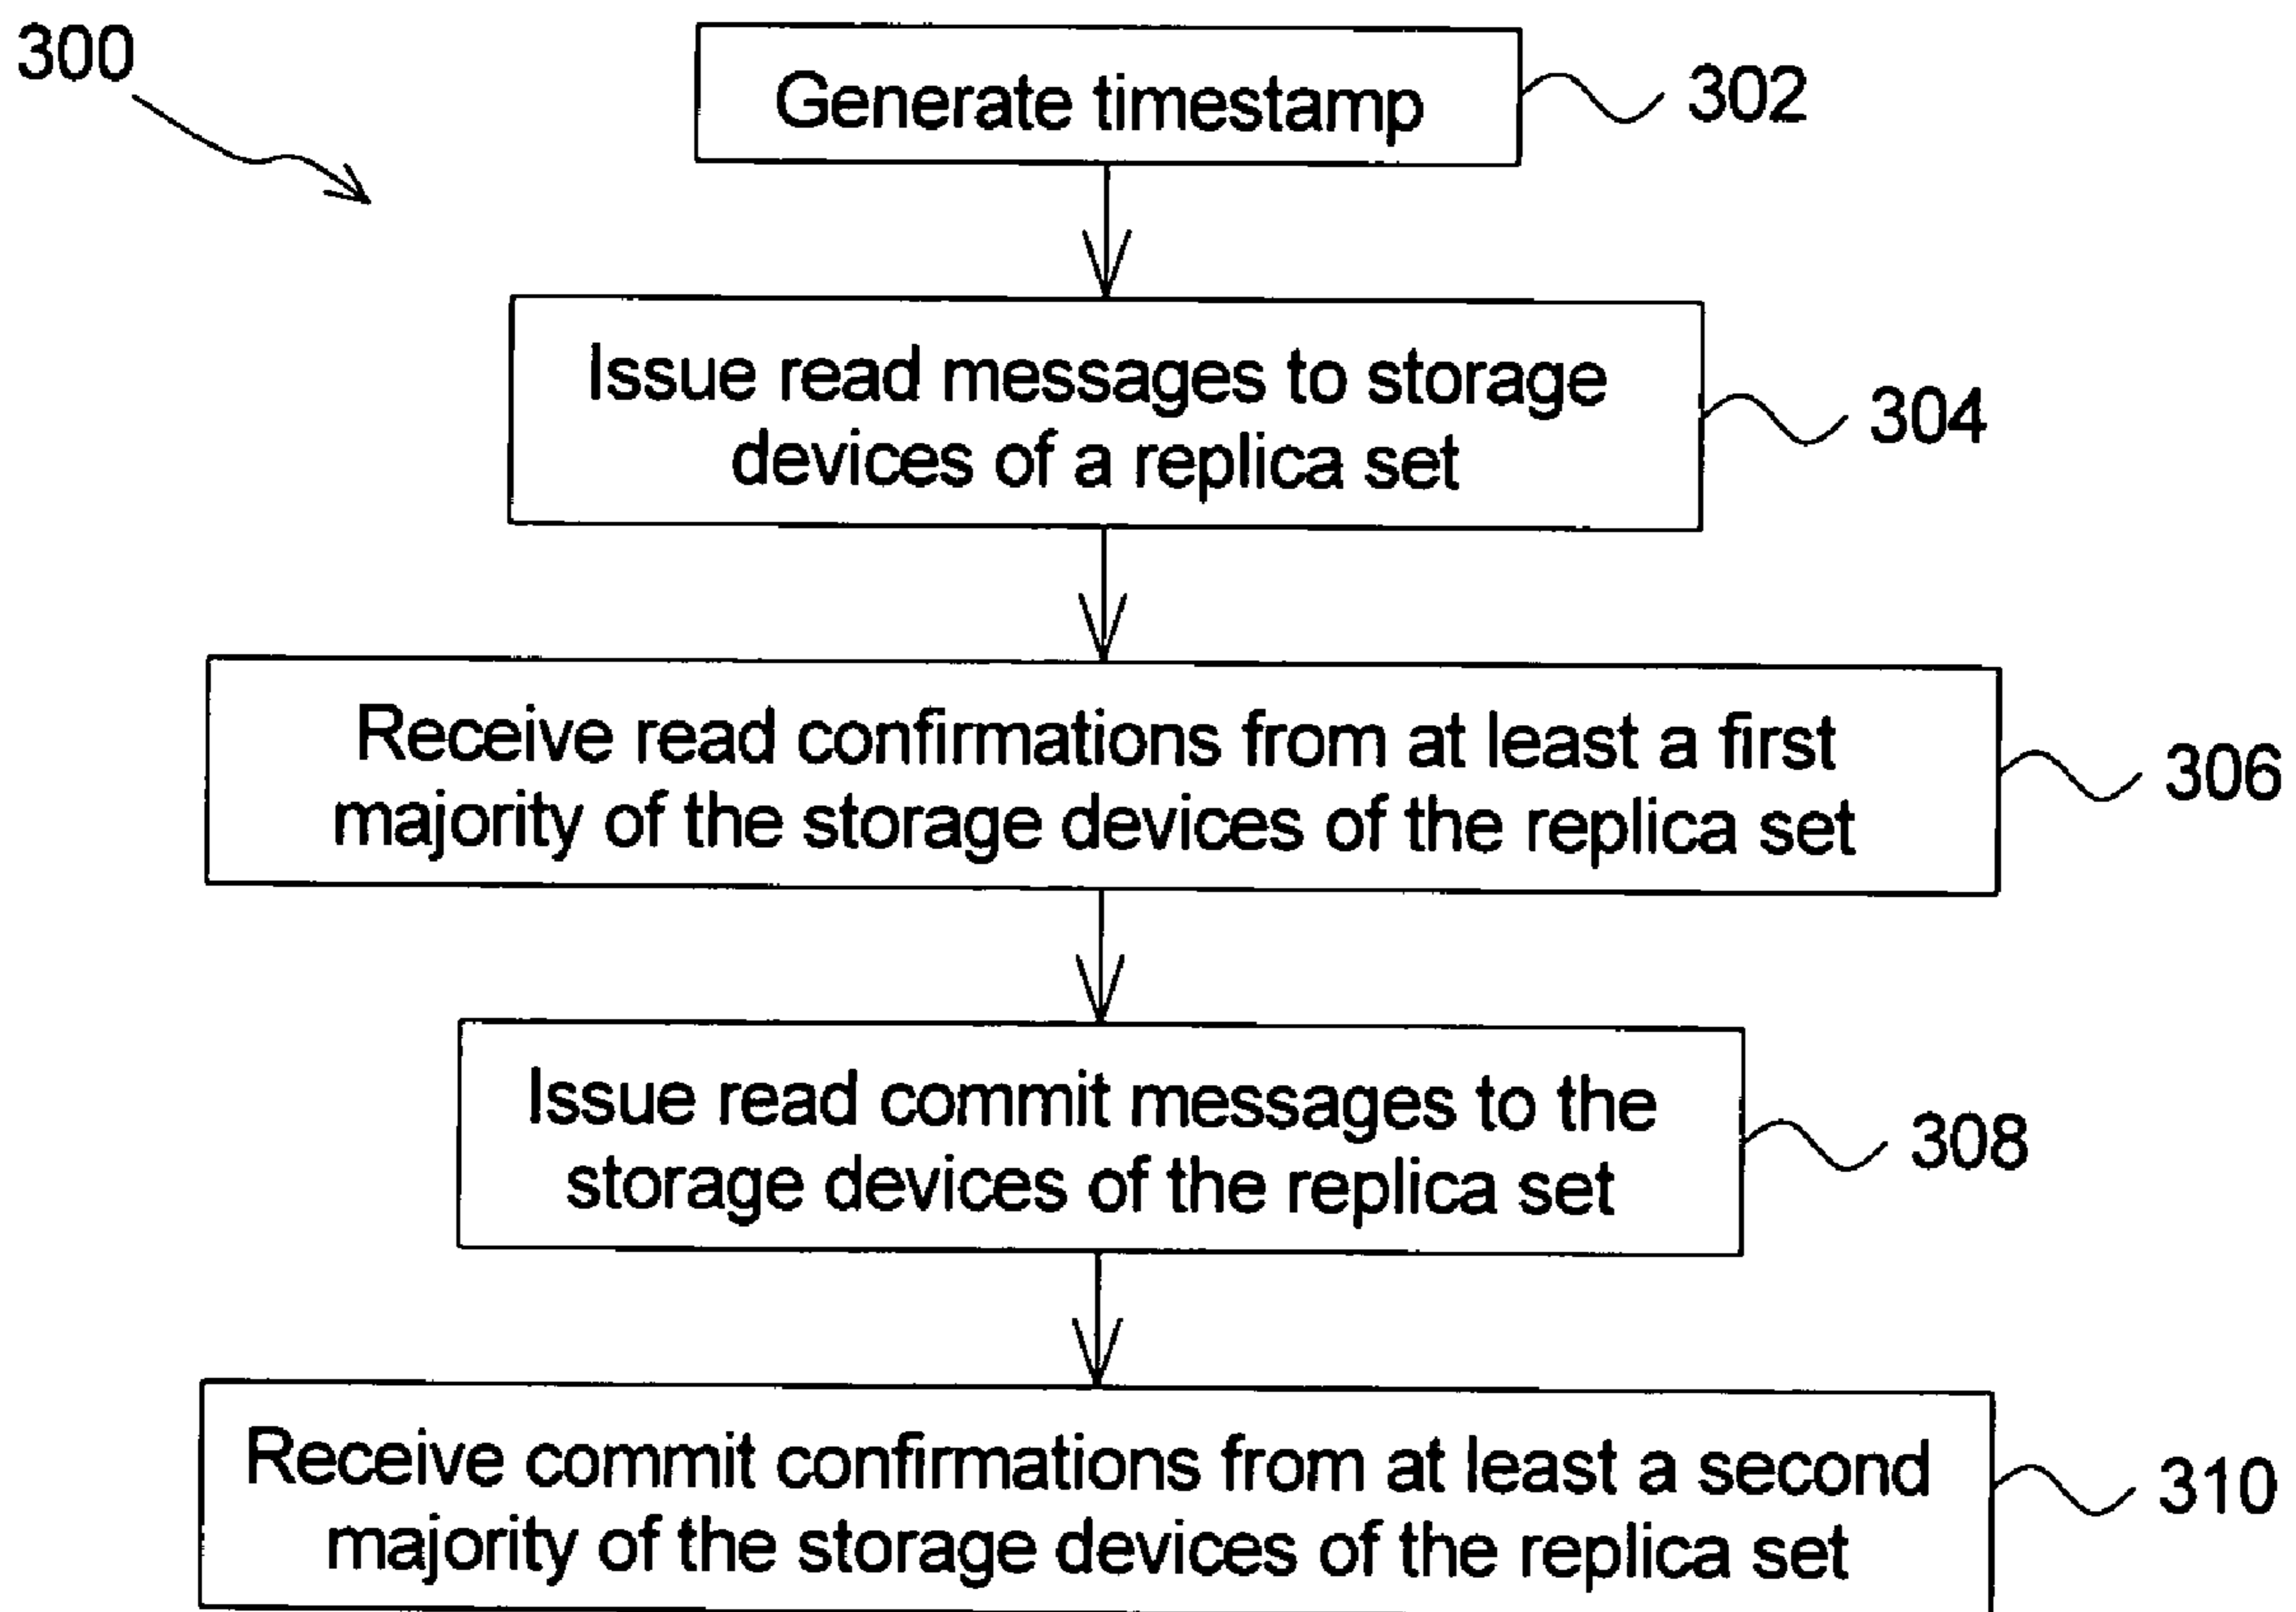 300
Generate timestamp
302
Issue read messages to storage
devices of a replica set
304
Receive read confirmations from at least a first
majority of the storage devices of the replica set
306
Issue read commit messages to the
storage devices of the replica set
308
Receive commit confirmations from at least a second
majority of the storage devices of the replica set
310